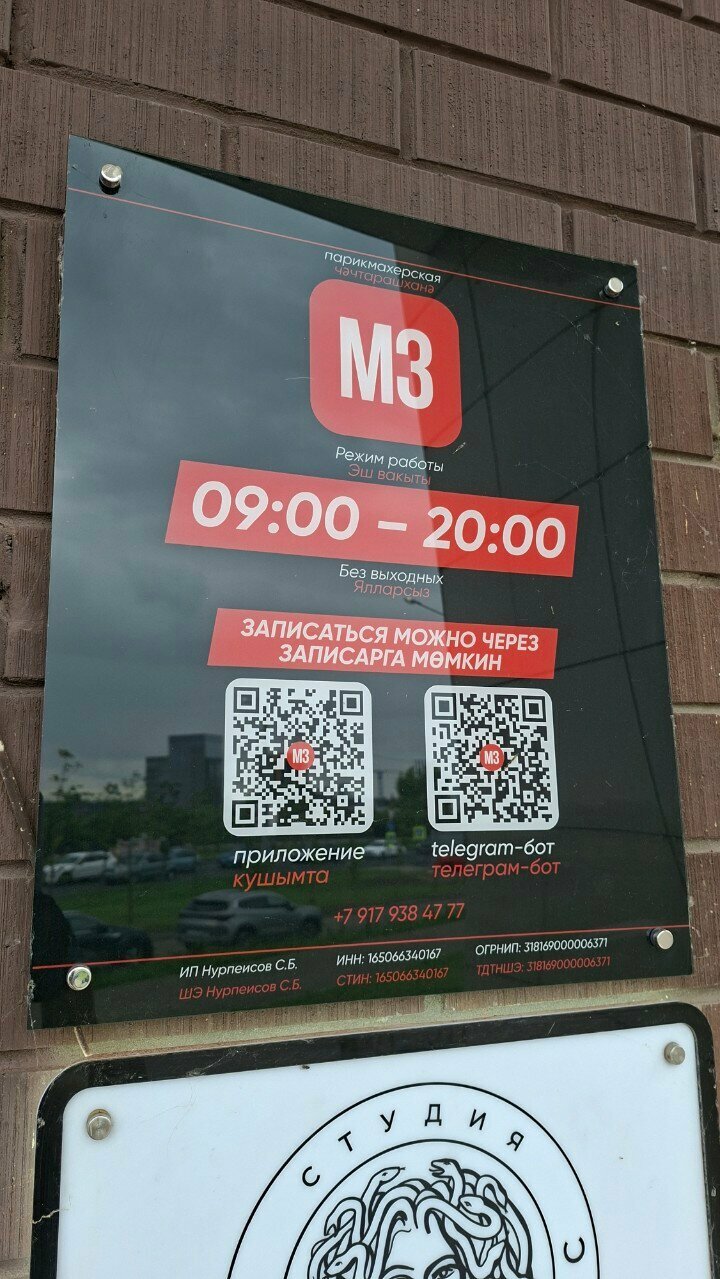 парикмахерская
чәчтарашханә
М3
Режим работы
Эш вакыты
09:00 – 20:00
Без выходных
Ялларсыз
ЗАПИСАТЬСЯ МОЖНО ЧЕРЕЗ
ЗАПИСАРГА МӨМКИН
М3
М3
приложение
кушымта
telegram-бот
телеграм-бот
+7 917 938 47 77
ИП Нурпеисов С.Б.
ШЭ Нурпеисов С.Б.
ИНН: 165066340167
СТИН: 165066340167
ОГРНИП: 318169000006371
ТДТНШЭ: 318169000006371
СТУДИЯ
С